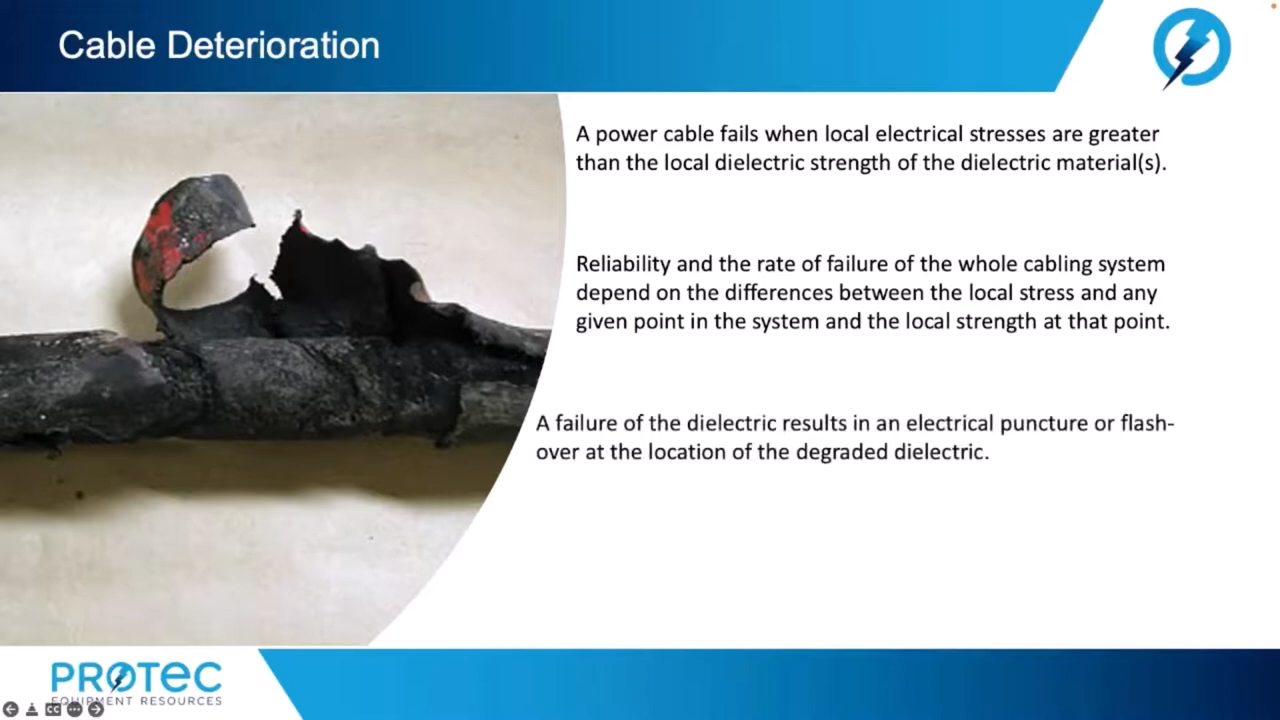 Cable Deterioration
A power cable fails when local electrical stresses are greater
than the local dielectric strength of the dielectric material(s).
Reliability and the rate of failure of the whole cabling system
depend on the differences between the local stress and any
given point in the system and the local strength at that point.
A failure of the dielectric results in an electrical puncture or flash-
over at the location of the degraded dielectric.
PROTEC
EQUIPMENT RESOURCES
CC